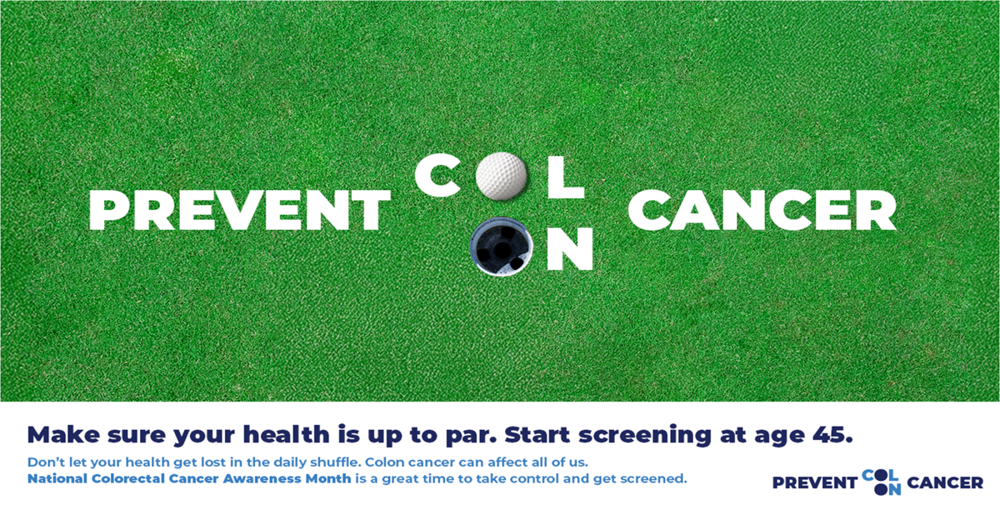 PREVENT COLON CANCER
Make sure your health is up to par. Start screening at age 45.
Don’t let your health get lost in the daily shuffle. Colon cancer can affect all of us.
National Colorectal Cancer Awareness Month is a great time to take control and get screened.
PREVENT COLON CANCER